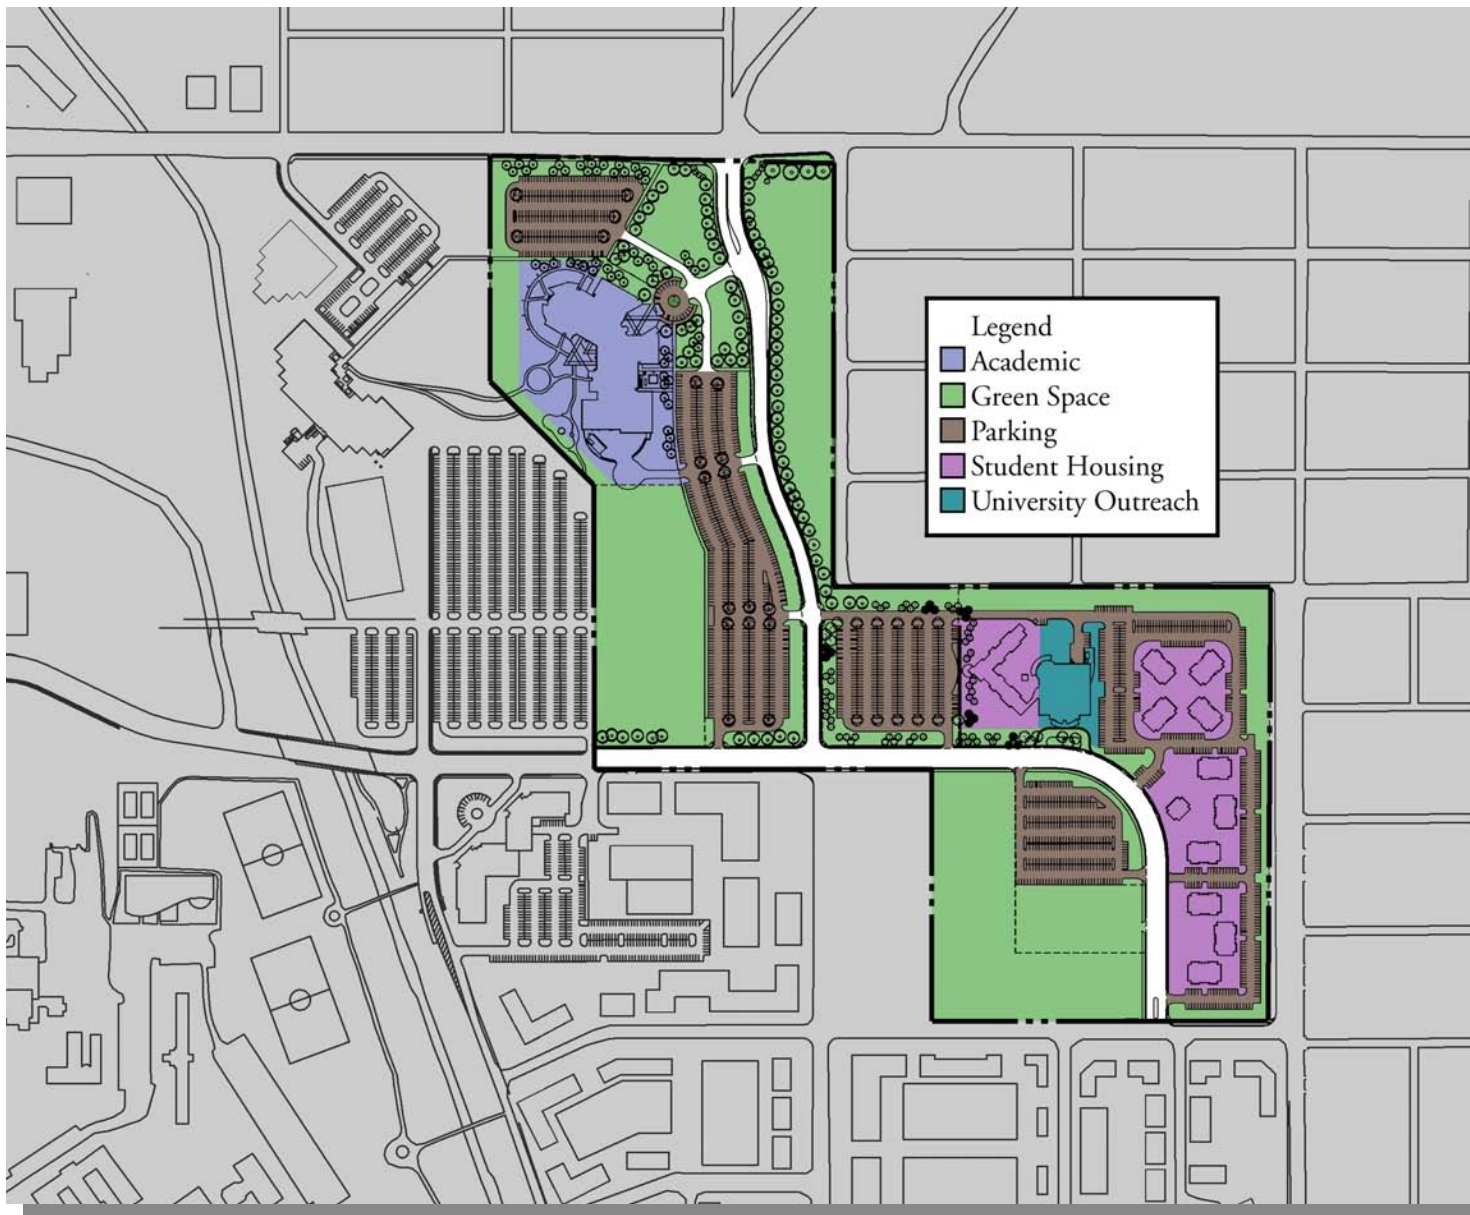 Legend
Academic
Green Space
Parking
Student Housing
University Outreach